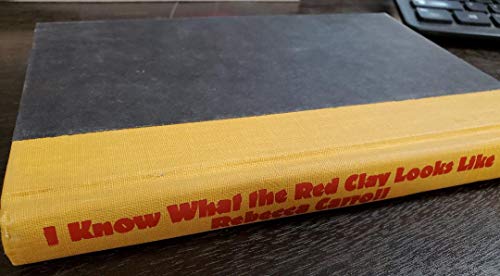 I Know What the Red Clay Looks Like
Rebecca Carroll